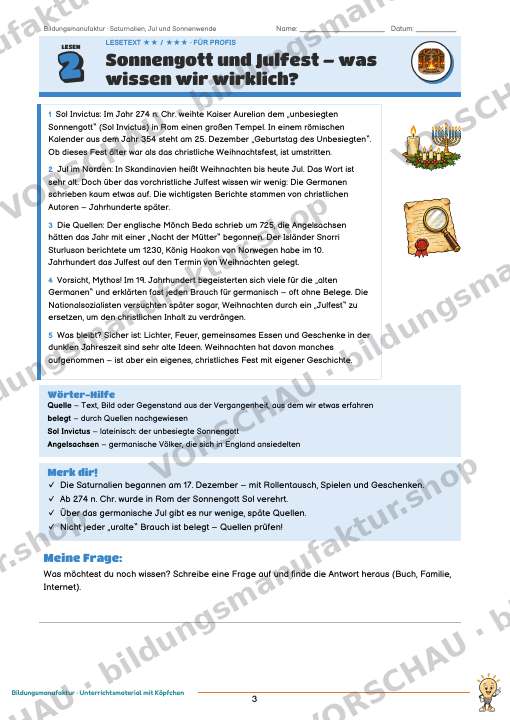 Bildungsmanufaktur · Saturnalien, Jul und Sonnenwende Name: Datum:
LESEN
2
LESETEXT ★★ / ★★★ · FÜR PROFIS
Sonnengott und Julfest – was
wissen wir wirklich?
1 Sol Invictus: Im Jahr 274 n. Chr. weihte Kaiser Aurelian dem „unbesiegten
Sonnengott“ (Sol Invictus) in Rom einen großen Tempel. In einem römischen
Kalender aus dem Jahr 354 steht am 25. Dezember „Geburtstag des Unbesiegten“.
Ob dieses Fest älter war als das christliche Weihnachtsfest, ist umstritten.
2 Jul im Norden: In Skandinavien heißt Weihnachten bis heute Jul. Das Wort ist
sehr alt. Doch über das vorchristliche Julfest wissen wir wenig: Die Germanen
schrieben kaum etwas auf. Die wichtigsten Berichte stammen von christlichen
Autoren – Jahrhunderte später.
3 Die Quellen: Der englische Mönch Beda schrieb um 725, die Angelsachsen
hätten das Jahr mit einer „Nacht der Mütter“ begonnen. Der Isländer Snorri
Sturluson berichtete um 1230, König Haakon von Norwegen habe im 10.
Jahrhundert das Julfest auf den Termin von Weihnachten gelegt.
4 Vorsicht, Mythos! Im 19. Jahrhundert begeisterten sich viele für die „alten
Germanen“ und erklärten fast jeden Brauch für germanisch – oft ohne Belege. Die
Nationalsozialisten versuchten später sogar, Weihnachten durch ein „Julfest“ zu
ersetzen, um den christlichen Inhalt zu verdrängen.
5 Was bleibt? Sicher ist: Lichter, Feuer, gemeinsames Essen und Geschenke in der
dunklen Jahreszeit sind sehr alte Ideen. Weihnachten hat davon manches
aufgenommen – ist aber ein eigenes, christliches Fest mit eigener Geschichte.
Wörter-Hilfe
Quelle – Text, Bild oder Gegenstand aus der Vergangenheit, aus dem wir etwas erfahren
belegt – durch Quellen nachgewiesen
Sol Invictus – lateinisch: der unbesiegte Sonnengott
Angelsachsen – germanische Völker, die sich in England ansiedelten
Merk dir!
✓ Die Saturnalien begannen am 17. Dezember – mit Rollentausch, Spielen und Geschenken.
✓ Ab 274 n. Chr. wurde in Rom der Sonnengott Sol verehrt.
✓ Über das germanische Jul gibt es nur wenige, späte Quellen.
✓ Nicht jeder „uralte“ Brauch ist belegt – Quellen prüfen!
Meine Frage:
Was möchtest du noch wissen? Schreibe eine Frage auf und finde die Antwort heraus (Buch, Familie,
Internet).
Bildungsmanufaktur · Unterrichtsmaterial mit Köpfchen
3
VORSCHAU · bildungsmanufaktur.shop